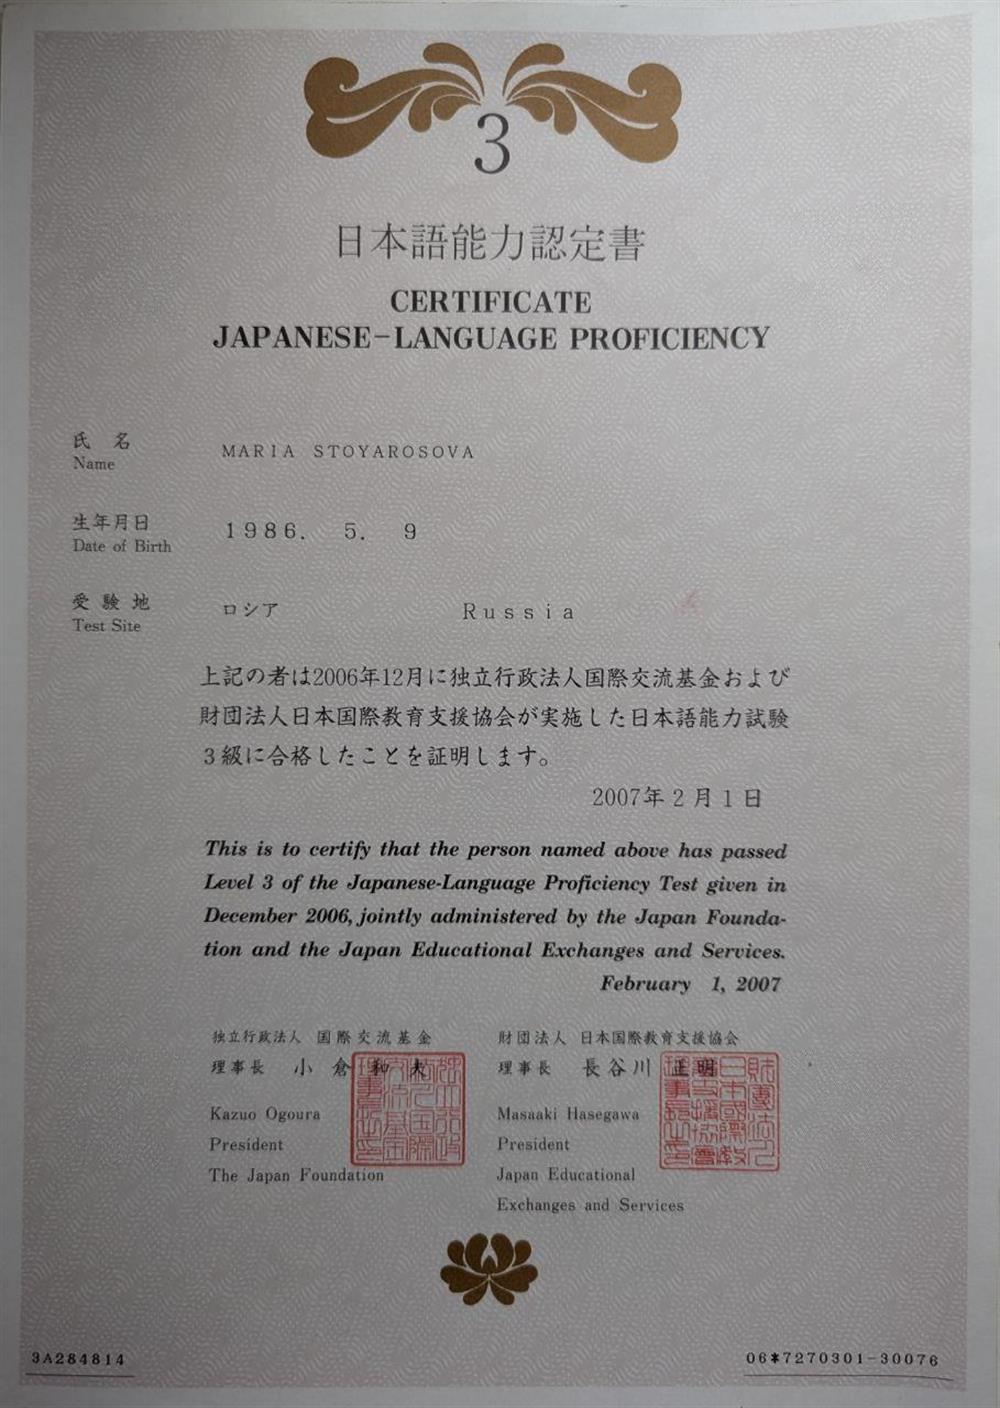 3
日本語能力認定書
CERTIFICATE
JAPANESE-LANGUAGE PROFICIENCY
氏 名
Name
MARIA STOYAROSOVA
生年月日
Date of Birth
1986. 5. 9
受 験 地
Test Site
ロシア Russia
上記の者は2006年12月に独立行政法人国際交流基金および
財団法人日本国際教育支援協会が実施した日本語能力試験
3級に合格したことを証明します。
2007年2月1日
This is to certify that the person named above has passed
Level 3 of the Japanese-Language Proficiency Test given in
December 2006, jointly administered by the Japan Founda-
tion and the Japan Educational Exchanges and Services.
February 1, 2007
独立行政法人 国際交流基金
理事長 小倉和夫
Kazuo Ogoura
President
The Japan Foundation
財団法人 日本国際教育支援協会
理事長 長谷川 正明
Masaaki Hasegawa
President
Japan Educational
Exchanges and Services
3A284814
06*7270301-30076